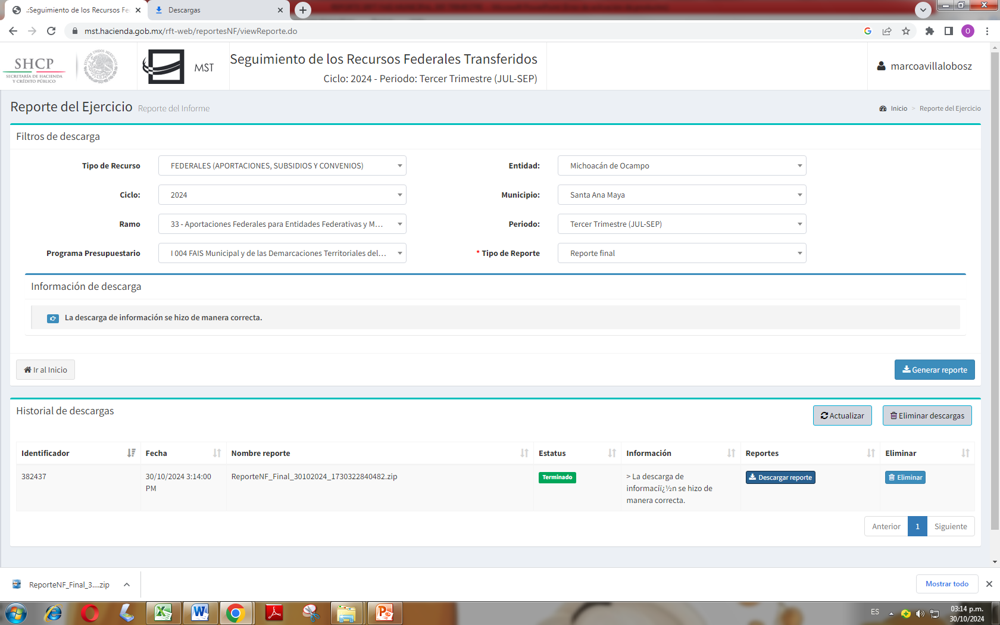 .:Seguimiento de los Recursos Fe
Descargas
mst.hacienda.gob.mx/rft-web/reportesNF/viewReporte.do
O
SHCP
SECRETARÍA DE HACIENDA
Y CRÉDITO PÚBLICO
ESTADOS UNIDOS MEXICANOS
MST
Seguimiento de los Recursos Federales Transferidos
Ciclo: 2024 - Periodo: Tercer Trimestre (JUL-SEP)
marcoavillalobosz
Reporte del Ejercicio Reporte del Informe
Inicio > Reporte del Ejercicio
Filtros de descarga
Tipo de Recurso FEDERALES (APORTACIONES, SUBSIDIOS Y CONVENIOS) Entidad: Michoacán de Ocampo
Ciclo: 2024 Municipio: Santa Ana Maya
Ramo 33 - Aportaciones Federales para Entidades Federativas y M... Periodo: Tercer Trimestre (JUL-SEP)
Programa Presupuestario I 004 FAIS Municipal y de las Demarcaciones Territoriales del... * Tipo de Reporte Reporte final
Información de descarga
La descarga de información se hizo de manera correcta.
Ir al Inicio
Generar reporte
Historial de descargas
Actualizar
Eliminar descargas
Identificador Fecha Nombre reporte Estatus Información Reportes Eliminar
382437 30/10/2024 3:14:00 ReporteNF_Final_30102024_1730322840482.zip Terminado > La descarga de Descargar reporte Eliminar
PM informaciï¿½n se hizo de
manera correcta.
Anterior 1 Siguiente
ReporteNF_Final_3....zip
Mostrar todo
ES
03:14 p.m.
30/10/2024